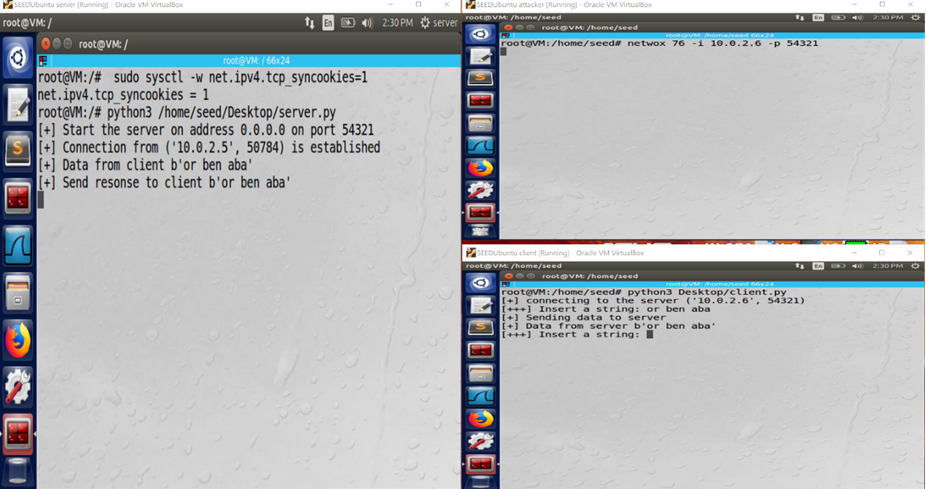 SEEDUbuntu server [Running] - Oracle VM VirtualBox
root@VM: /
En
2:30 PM
server
root@VM: /
root@VM: / 66x24
root@VM:/# sudo sysctl -w net.ipv4.tcp_syncookies=1
net.ipv4.tcp_syncookies = 1
root@VM:/# python3 /home/seed/Desktop/server.py
[+] Start the server on address 0.0.0.0 on port 54321
[+] Connection from ('10.0.2.5', 50784) is established
[+] Data from client b'or ben aba'
[+] Send resonse to client b'or ben aba'
SEEDUbuntu attacker [Running] - Oracle VM VirtualBox
root@VM: /home/seed
En
2:30 PM
root@VM: /home/seed
root@VM: /home/seed 66x24
root@VM:/home/seed# netwox 76 -i 10.0.2.6 -p 54321
SEEDUbuntu client [Running] - Oracle VM VirtualBox
root@VM: /home/seed
En
2:30 PM
root@VM: /home/seed
root@VM: /home/seed 66x24
root@VM:/home/seed# python3 Desktop/client.py
[+] connecting to the server ('10.0.2.6', 54321)
[+++] Insert a string: or ben aba
[+] Sending data to server
[+] Data from server b'or ben aba'
[+++] Insert a string: